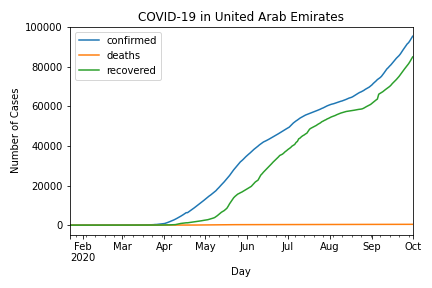 COVID-19 in United Arab Emirates
100000
80000
60000
40000
20000
0
Number of Cases
confirmed
deaths
recovered
Feb Mar Apr May Jun Jul Aug Sep Oct
2020
Day